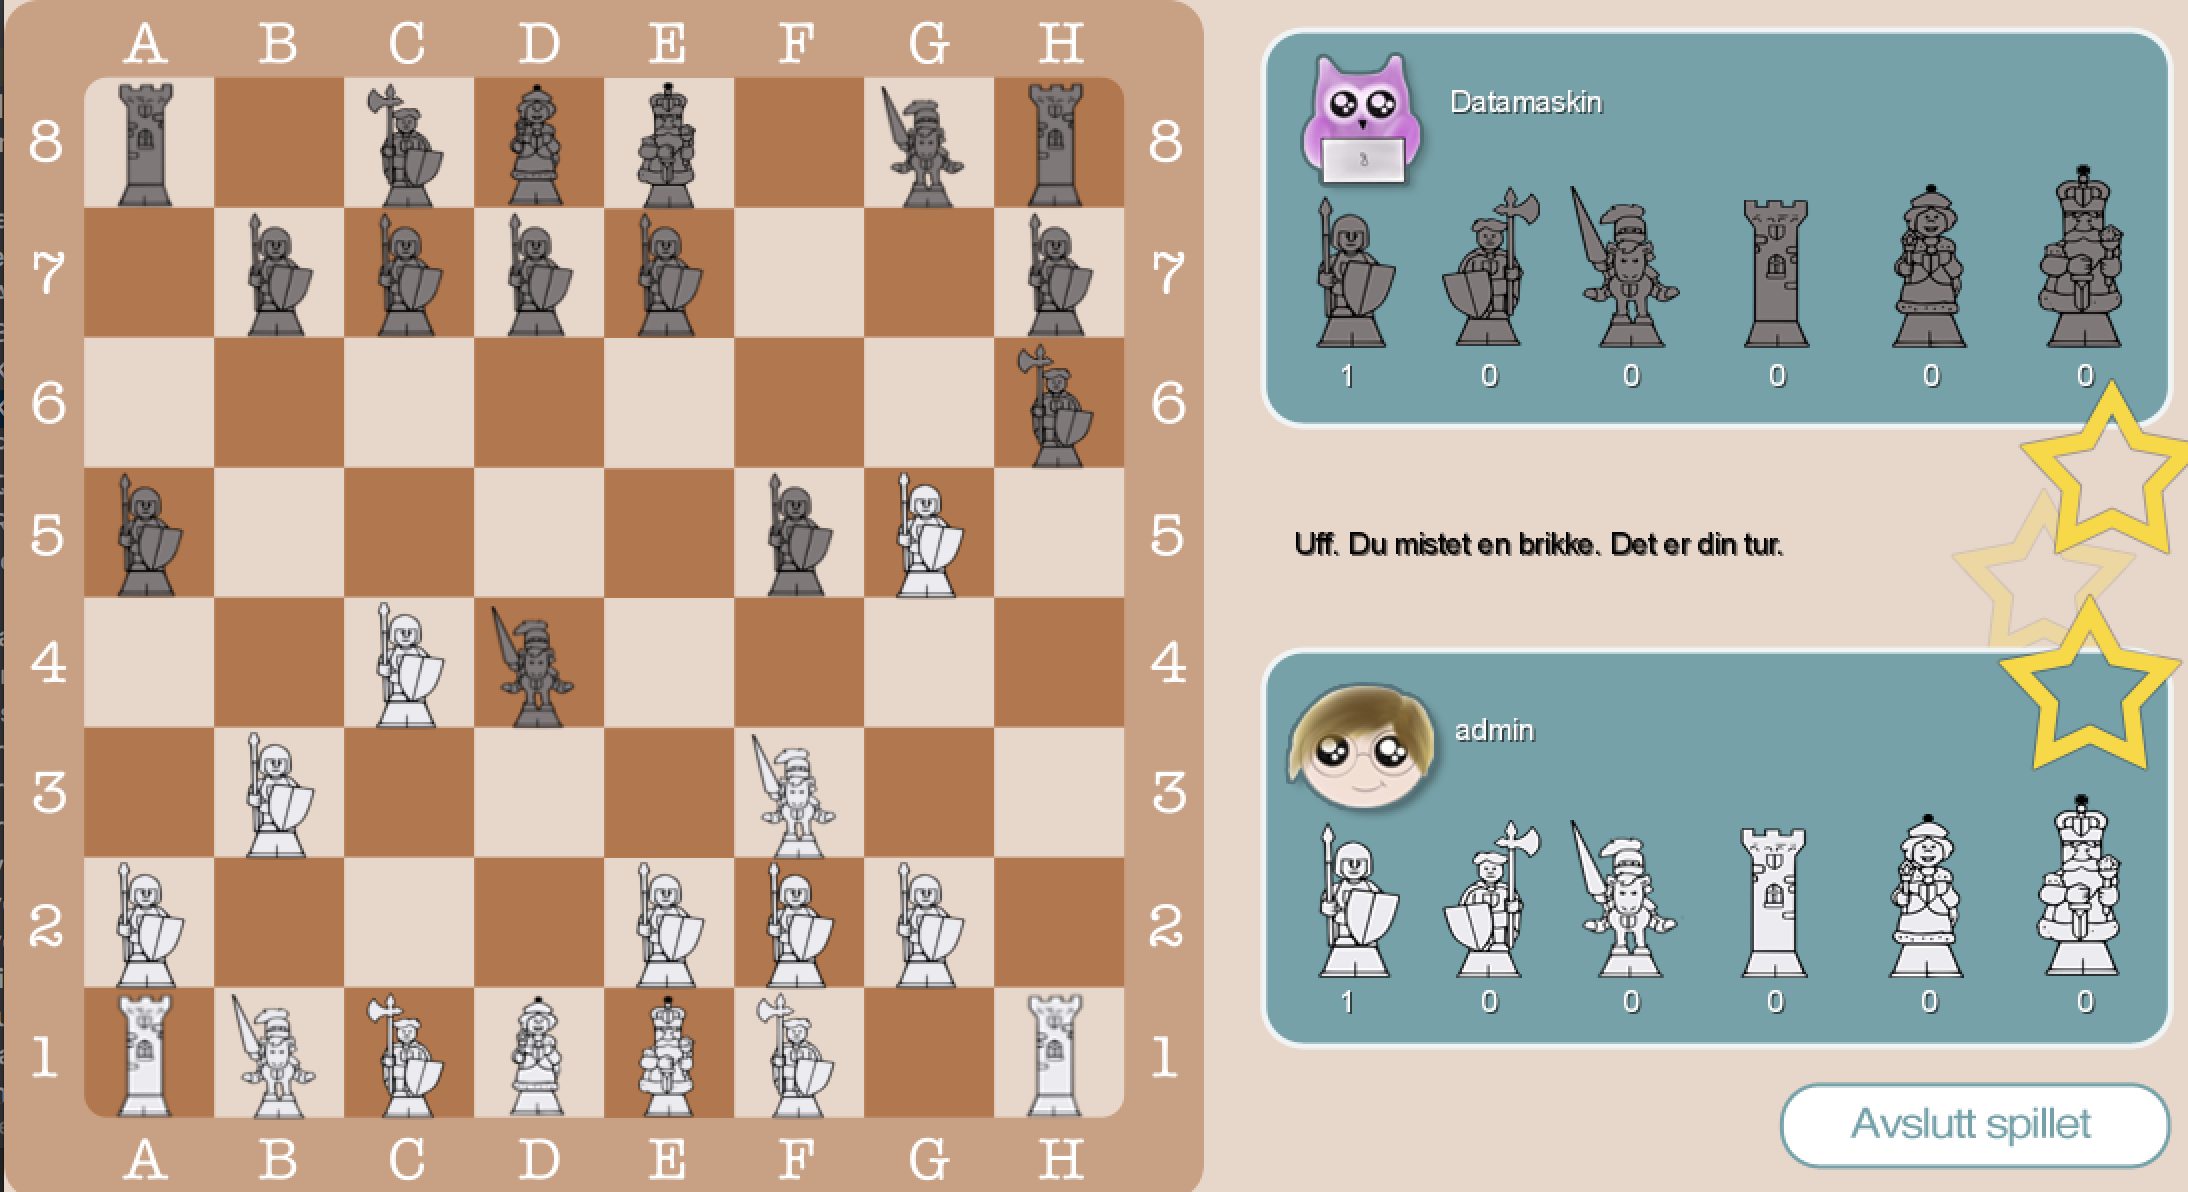 A B C D E F G H
8 8
7 7
6 6
5 5
4 4
3 3
2 2
1 1
A B C D E F G H
Datamaskin
1 0 0 0 0 0
Uff. Du mistet en brikke. Det er din tur.
admin
1 0 0 0 0 0
Avslutt spillet